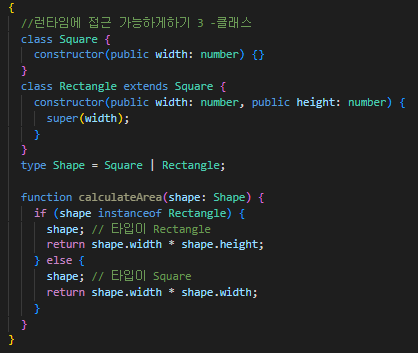 {
  //런타임에 접근 가능하게하기 3 -클래스
  class Square {
    constructor(public width: number) {}
  }
  class Rectangle extends Square {
    constructor(public width: number, public height: number) {
      super(width);
    }
  }
  type Shape = Square | Rectangle;

  function calculateArea(shape: Shape) {
    if (shape instanceof Rectangle) {
      shape; // 타입이 Rectangle
      return shape.width * shape.height;
    } else {
      shape; // 타입이 Square
      return shape.width * shape.width;
    }
  }
}